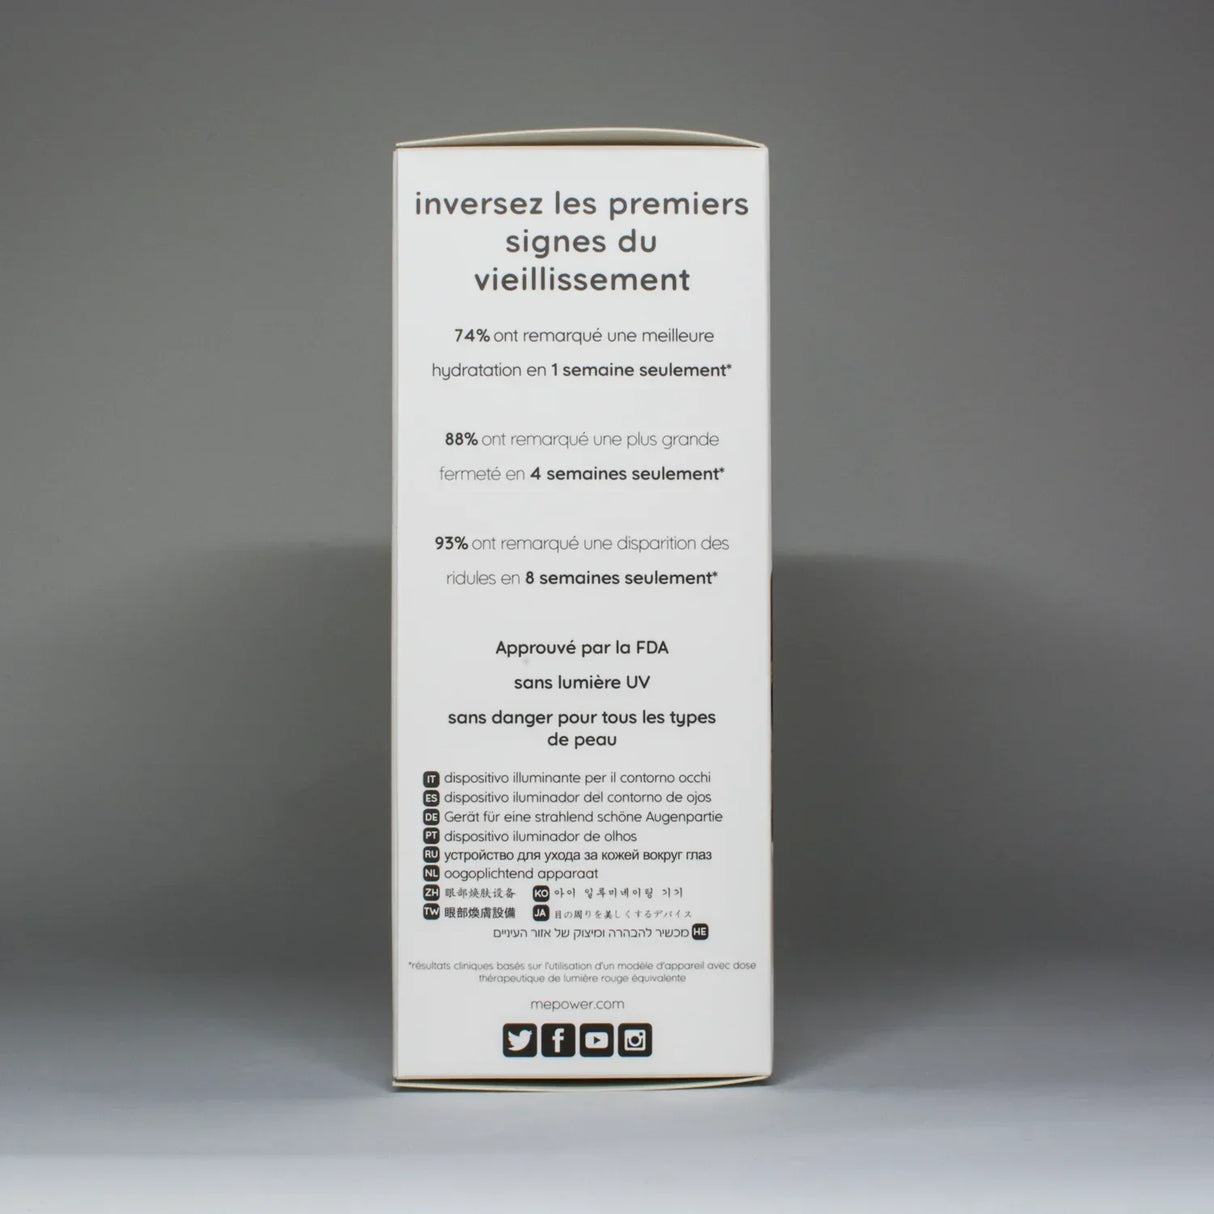 inversez les premiers
signes du
vieillissement
74% ont remarqué une meilleure
hydratation en 1 semaine seulement*
88% ont remarqué une plus grande
fermeté en 4 semaines seulement*
93% ont remarqué une disparition des
ridules en 8 semaines seulement*
Approuvé par la FDA
sans lumière UV
sans danger pour tous les types
de peau
IT dispositivo illuminante per il contorno occhi
ES dispositivo iluminador del contorno de ojos
DE Gerät für eine strahlend schöne Augenpartie
PT dispositivo iluminador de olhos
RU устройство для ухода за кожей вокруг глаз
NL oogoplichtend apparaat
ZH 眼部焕肤设备 KO 아이 일루미네이팅 기기
TW 眼部煥膚設備 JA 目の周りを美しくするデバイス
HE מכשיר להבהרה ומיצוק של אזור העיניים
*résultats cliniques basés sur l'utilisation d'un modèle d'appareil avec dose
thérapeutique de lumière rouge équivalente
mepower.com